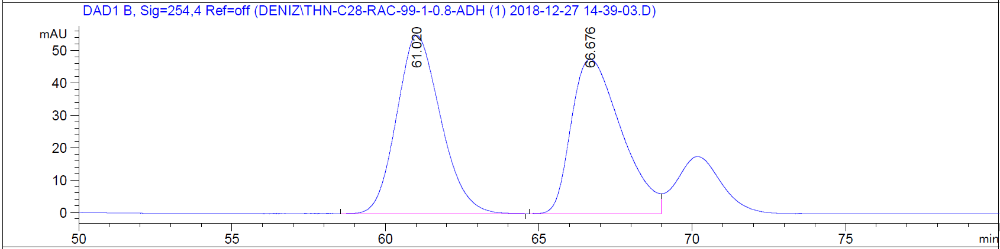 DAD1 B, Sig=254,4 Ref=off (DENIZ\THN-C28-RAC-99-1-0.8-ADH (1) 2018-12-27 14-39-03.D)
mAU
61.020
66.676
50
40
30
20
10
0
50 55 60 65 70 75 min